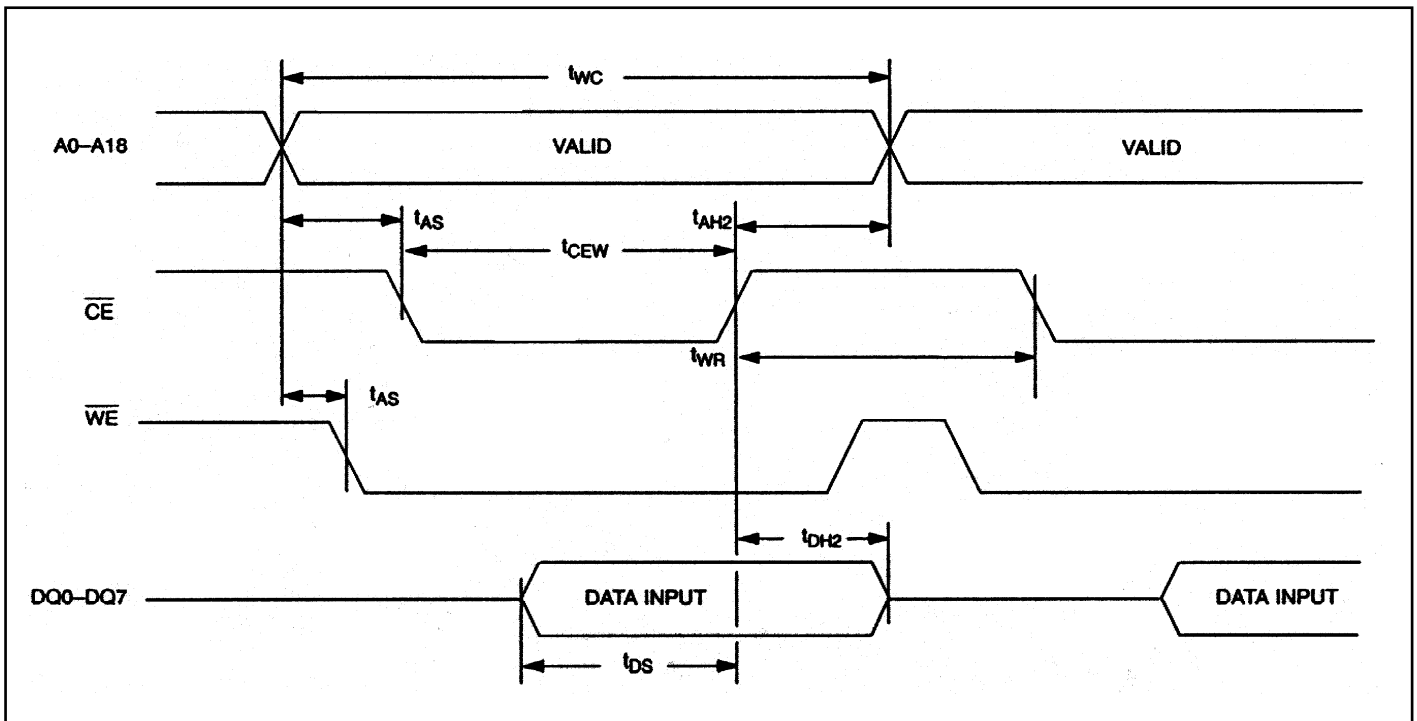 tWC
A0–A18
VALID
VALID
tAS
tAH2
tCEW
CE
tWR
tAS
WE
tDH2
DQ0–DQ7
DATA INPUT
DATA INPUT
tDS